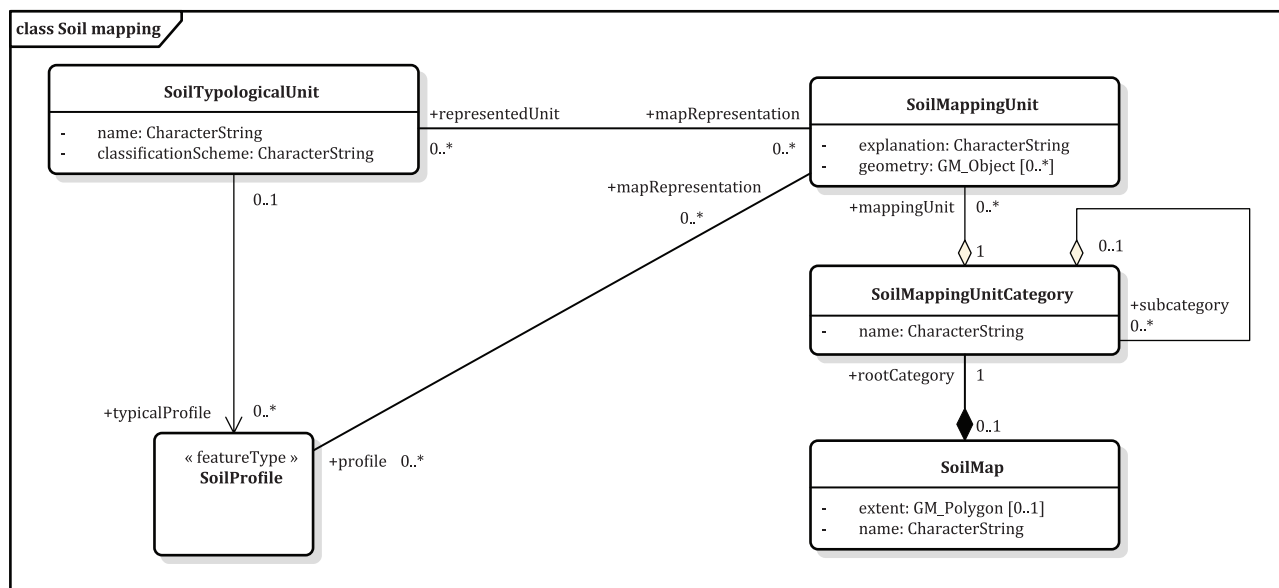 class Soil mapping
SoilTypologicalUnit
- name: CharacterString
- classificationScheme: CharacterString
+representedUnit
0..*
+mapRepresentation
0..*
SoilMappingUnit
- explanation: CharacterString
- geometry: GM_Object [0..*]
0..1
+mapRepresentation
0..*
+mappingUnit
0..*
1
0..1
SoilMappingUnitCategory
- name: CharacterString
+subcategory
0..*
+rootCategory
1
0..1
+typicalProfile
0..*
« featureType »
SoilProfile
+profile
0..*
SoilMap
- extent: GM_Polygon [0..1]
- name: CharacterString